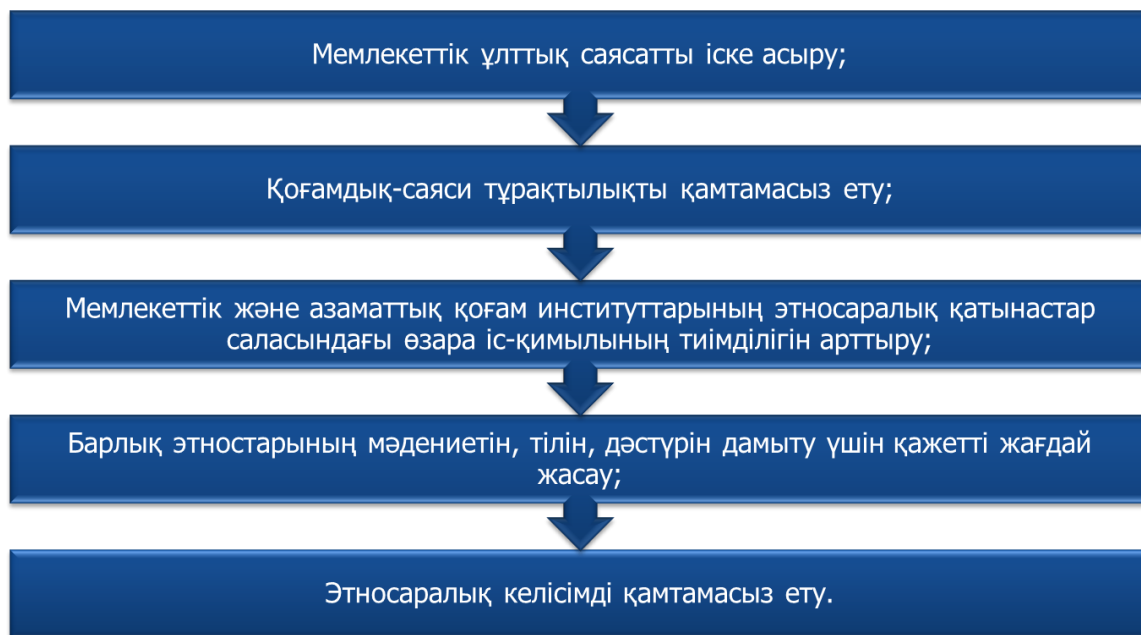 Мемлекеттік ұлттық саясатты іске асыру;
Қоғамдық-саяси тұрақтылықты қамтамасыз ету;
Мемлекеттік және азаматтық қоғам институттарының этносаралық қатынастар
саласындағы өзара іс-қимылының тиімділігін арттыру;
Барлық этностарының мәдениетін, тілін, дәстүрін дамыту үшін қажетті жағдай
жасау;
Этносаралық келісімді қамтамасыз ету.